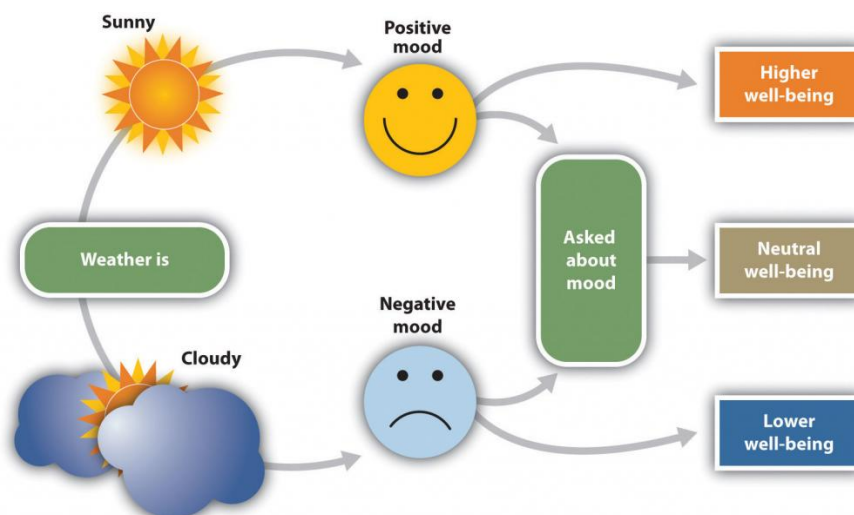 Sunny
Positive
mood
Higher
well-being
Weather is
Asked
about
mood
Neutral
well-being
Negative
mood
Cloudy
Lower
well-being